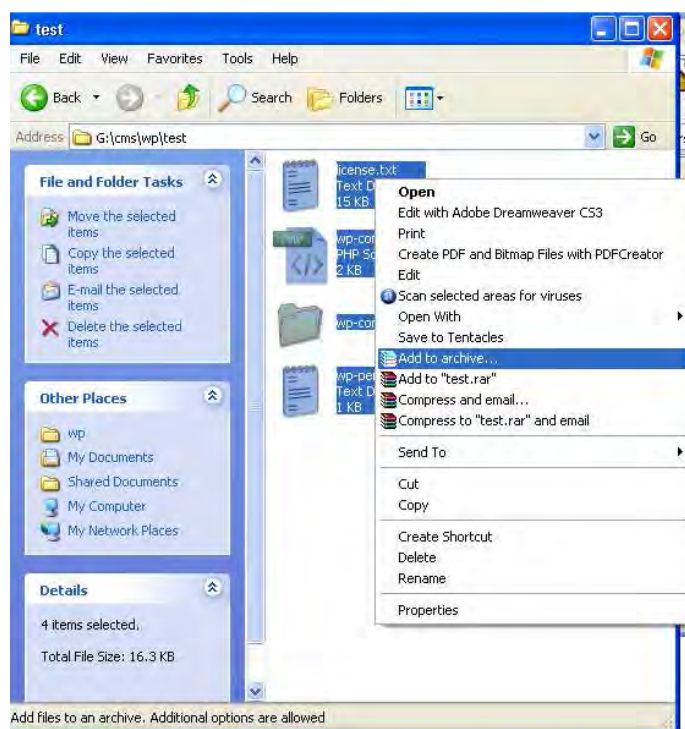 test
File Edit View Favorites Tools Help
Back Search Folders
Address G:\cms\wp\test Go
File and Folder Tasks
Move the selected
items
Copy the selected
items
E-mail the selected
items
Delete the selected
items
Other Places
wp
My Documents
Shared Documents
My Computer
My Network Places
Details
4 items selected.
Total File Size: 16.3 KB
license.txt
Text D
15 KB
wp-con
PHP Sc
2 KB
wp-con
wp-per
Text D
1 KB
Open
Edit with Adobe Dreamweaver CS3
Print
Create PDF and Bitmap Files with PDFCreator
Edit
Scan selected areas for viruses
Open With
Save to Tentacles
Add to archive...
Add to "test.rar"
Compress and email...
Compress to "test.rar" and email
Send To
Cut
Copy
Create Shortcut
Delete
Rename
Properties
Add files to an archive. Additional options are allowed